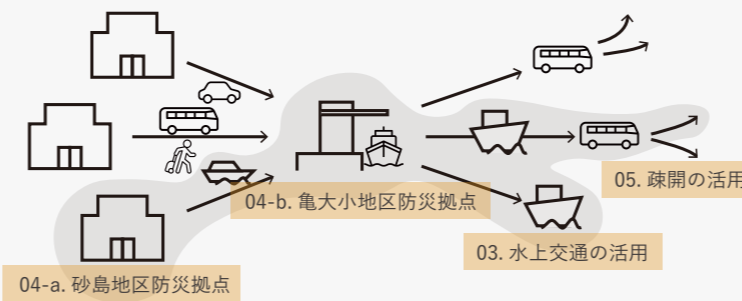 04-b. 亀大小地区防災拠点
05. 疎開の活用
03. 水上交通の活用
04-a. 砂島地区防災拠点